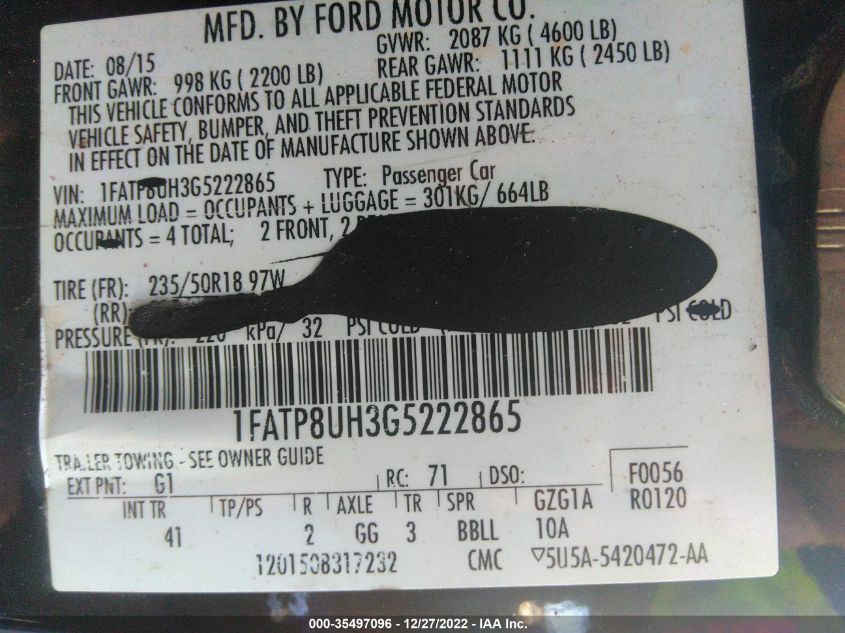 MFD. BY FORD MOTOR CO.
DATE: 08/15 GVWR: 2087 KG ( 4600 LB)
FRONT GAWR: 998 KG ( 2200 LB) REAR GAWR: 1111 KG ( 2450 LB)
THIS VEHICLE CONFORMS TO ALL APPLICABLE FEDERAL MOTOR
VEHICLE SAFETY, BUMPER, AND THEFT PREVENTION STANDARDS
IN EFFECT ON THE DATE OF MANUFACTURE SHOWN ABOVE.
VIN: 1FATP8UH3G5222865 TYPE: Passenger Car
MAXIMUM LOAD = OCCUPANTS + LUGGAGE = 301KG/ 664LB
OCCUPANTS = 4 TOTAL; 2 FRONT, 2
TIRE (FR): 235/50R18 97W
(RR):
PRESSURE (FR): 220 kPa/ 32 PSI COLD PSI COLD
1FATP8UH3G5222865
TRAILER TOWING - SEE OWNER GUIDE
EXT PNT: G1 RC: 71 DSO: F0056
INT TR TP/PS R AXLE TR SPR GZG1A R0120
41 2 GG 3 BBLL 10A
1201508317232 CMC ▽5U5A-5420472-AA
000-35497096 - 12/27/2022 - IAA Inc.